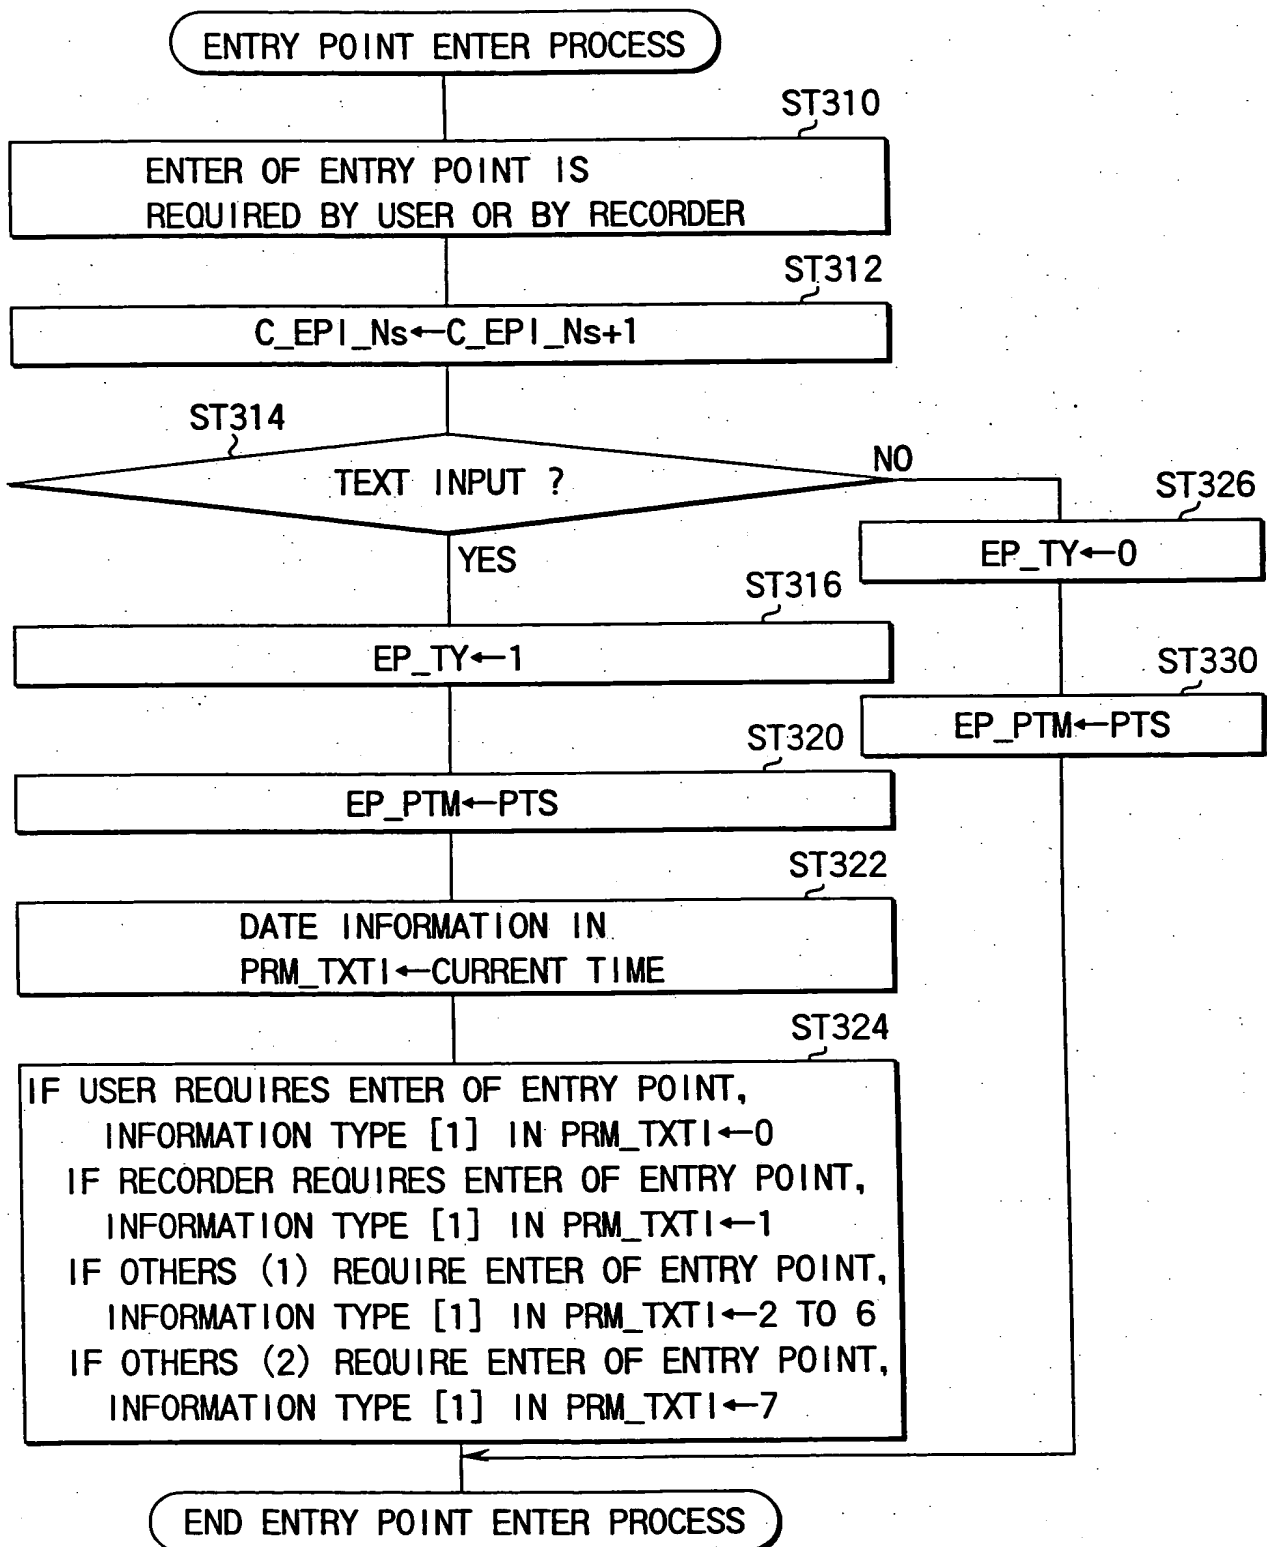 ENTRY POINT ENTER PROCESS
ST310
ENTER OF ENTRY POINT IS
REQUIRED BY USER OR BY RECORDER
ST312
C_EPI_Ns←C_EPI_Ns+1
ST314
TEXT INPUT ?
NO
YES
ST326
EP_TY←0
ST316
EP_TY←1
ST330
EP_PTM←PTS
ST320
EP_PTM←PTS
ST322
DATE INFORMATION IN
PRM_TXTI←CURRENT TIME
ST324
IF USER REQUIRES ENTER OF ENTRY POINT,
INFORMATION TYPE [1] IN PRM_TXTI←0
IF RECORDER REQUIRES ENTER OF ENTRY POINT,
INFORMATION TYPE [1] IN PRM_TXTI←1
IF OTHERS (1) REQUIRE ENTER OF ENTRY POINT,
INFORMATION TYPE [1] IN PRM_TXTI←2 TO 6
IF OTHERS (2) REQUIRE ENTER OF ENTRY POINT,
INFORMATION TYPE [1] IN PRM_TXTI←7
END ENTRY POINT ENTER PROCESS